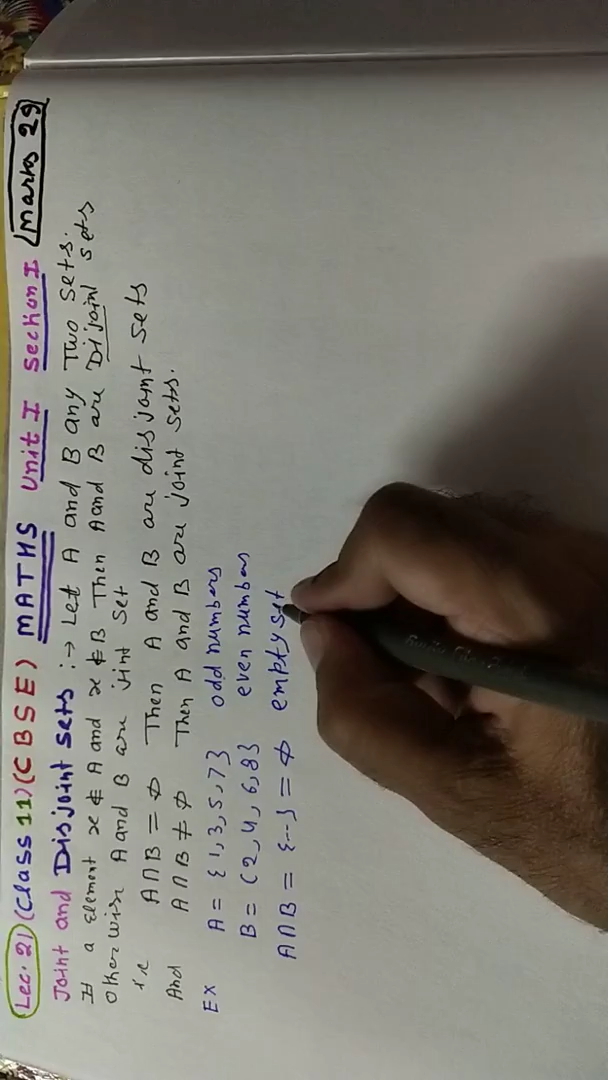 Lec. 21 (Class 11) (CBSE) MATHS Unit I Section I Marks 29
Joint and Disjoint sets :→ Let A and B any Two sets.
If a element x ∉ A and x ∉ B Then A and B are Disjoint sets
otherwise A and B are Jint set
i.e A∩B = ϕ Then A and B are disjoint sets
And A∩B ≠ ϕ Then A and B are joint sets.
Ex A = {1,3,5,7} odd numbers
B = (2,4,6,8} even numbers
A∩B = {--} = ϕ empty set